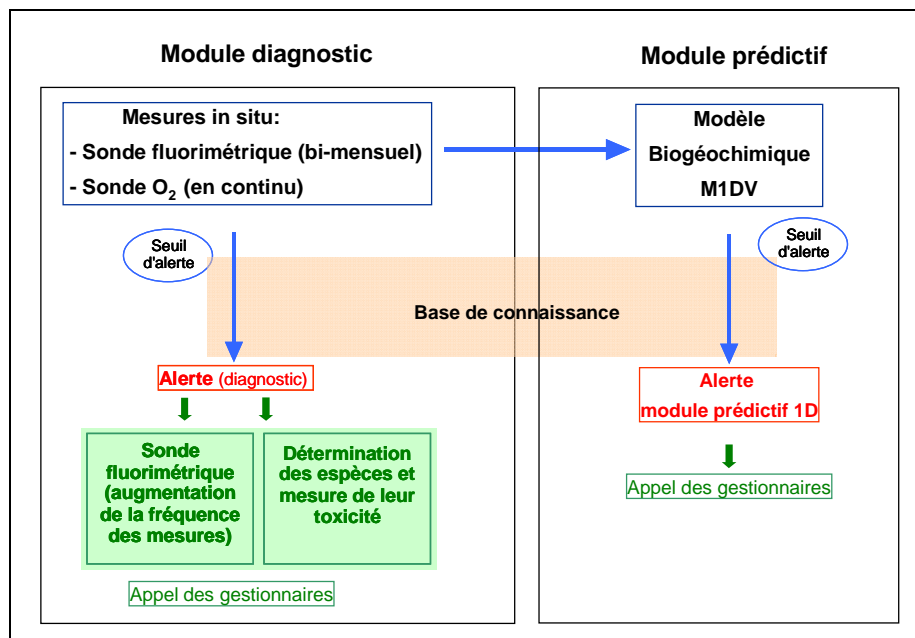 Module diagnostic
Module prédictif
Mesures in situ:
- Sonde fluorimétrique (bi-mensuel)
- Sonde O2 (en continu)
Modèle
Biogéochimique
M1DV
Seuil
d'alerte
Seuil
d'alerte
Base de connaissance
Alerte (diagnostic)
Alerte
module prédictif 1D
Sonde
fluorimétrique
(augmentation
de la fréquence
des mesures)
Détermination
des espèces et
mesure de leur
toxicité
Appel des gestionnaires
Appel des gestionnaires